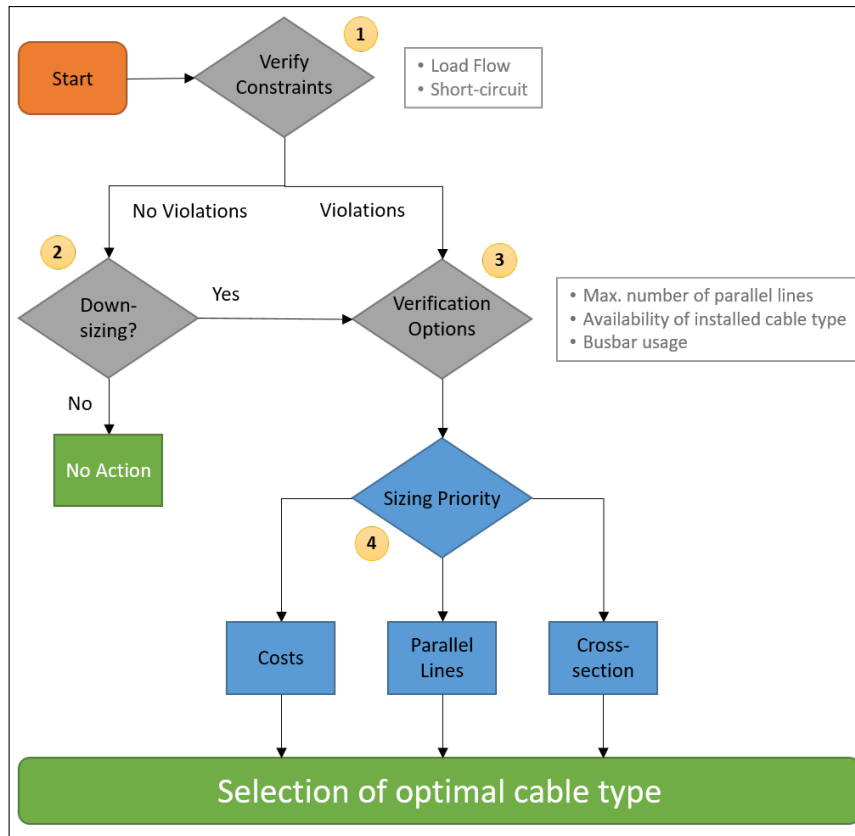 1
Start
Verify
Constraints
• Load Flow
• Short-circuit
No Violations
Violations
2
3
Down-
sizing?
Yes
Verification
Options
• Max. number of parallel lines
• Availability of installed cable type
• Busbar usage
No
No Action
Sizing Priority
4
Costs
Parallel
Lines
Cross-
section
Selection of optimal cable type